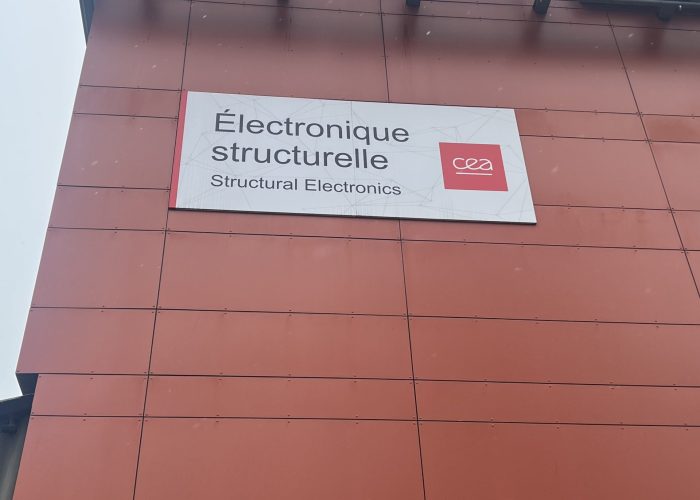 Électronique
structurelle
Structural Electronics
cea